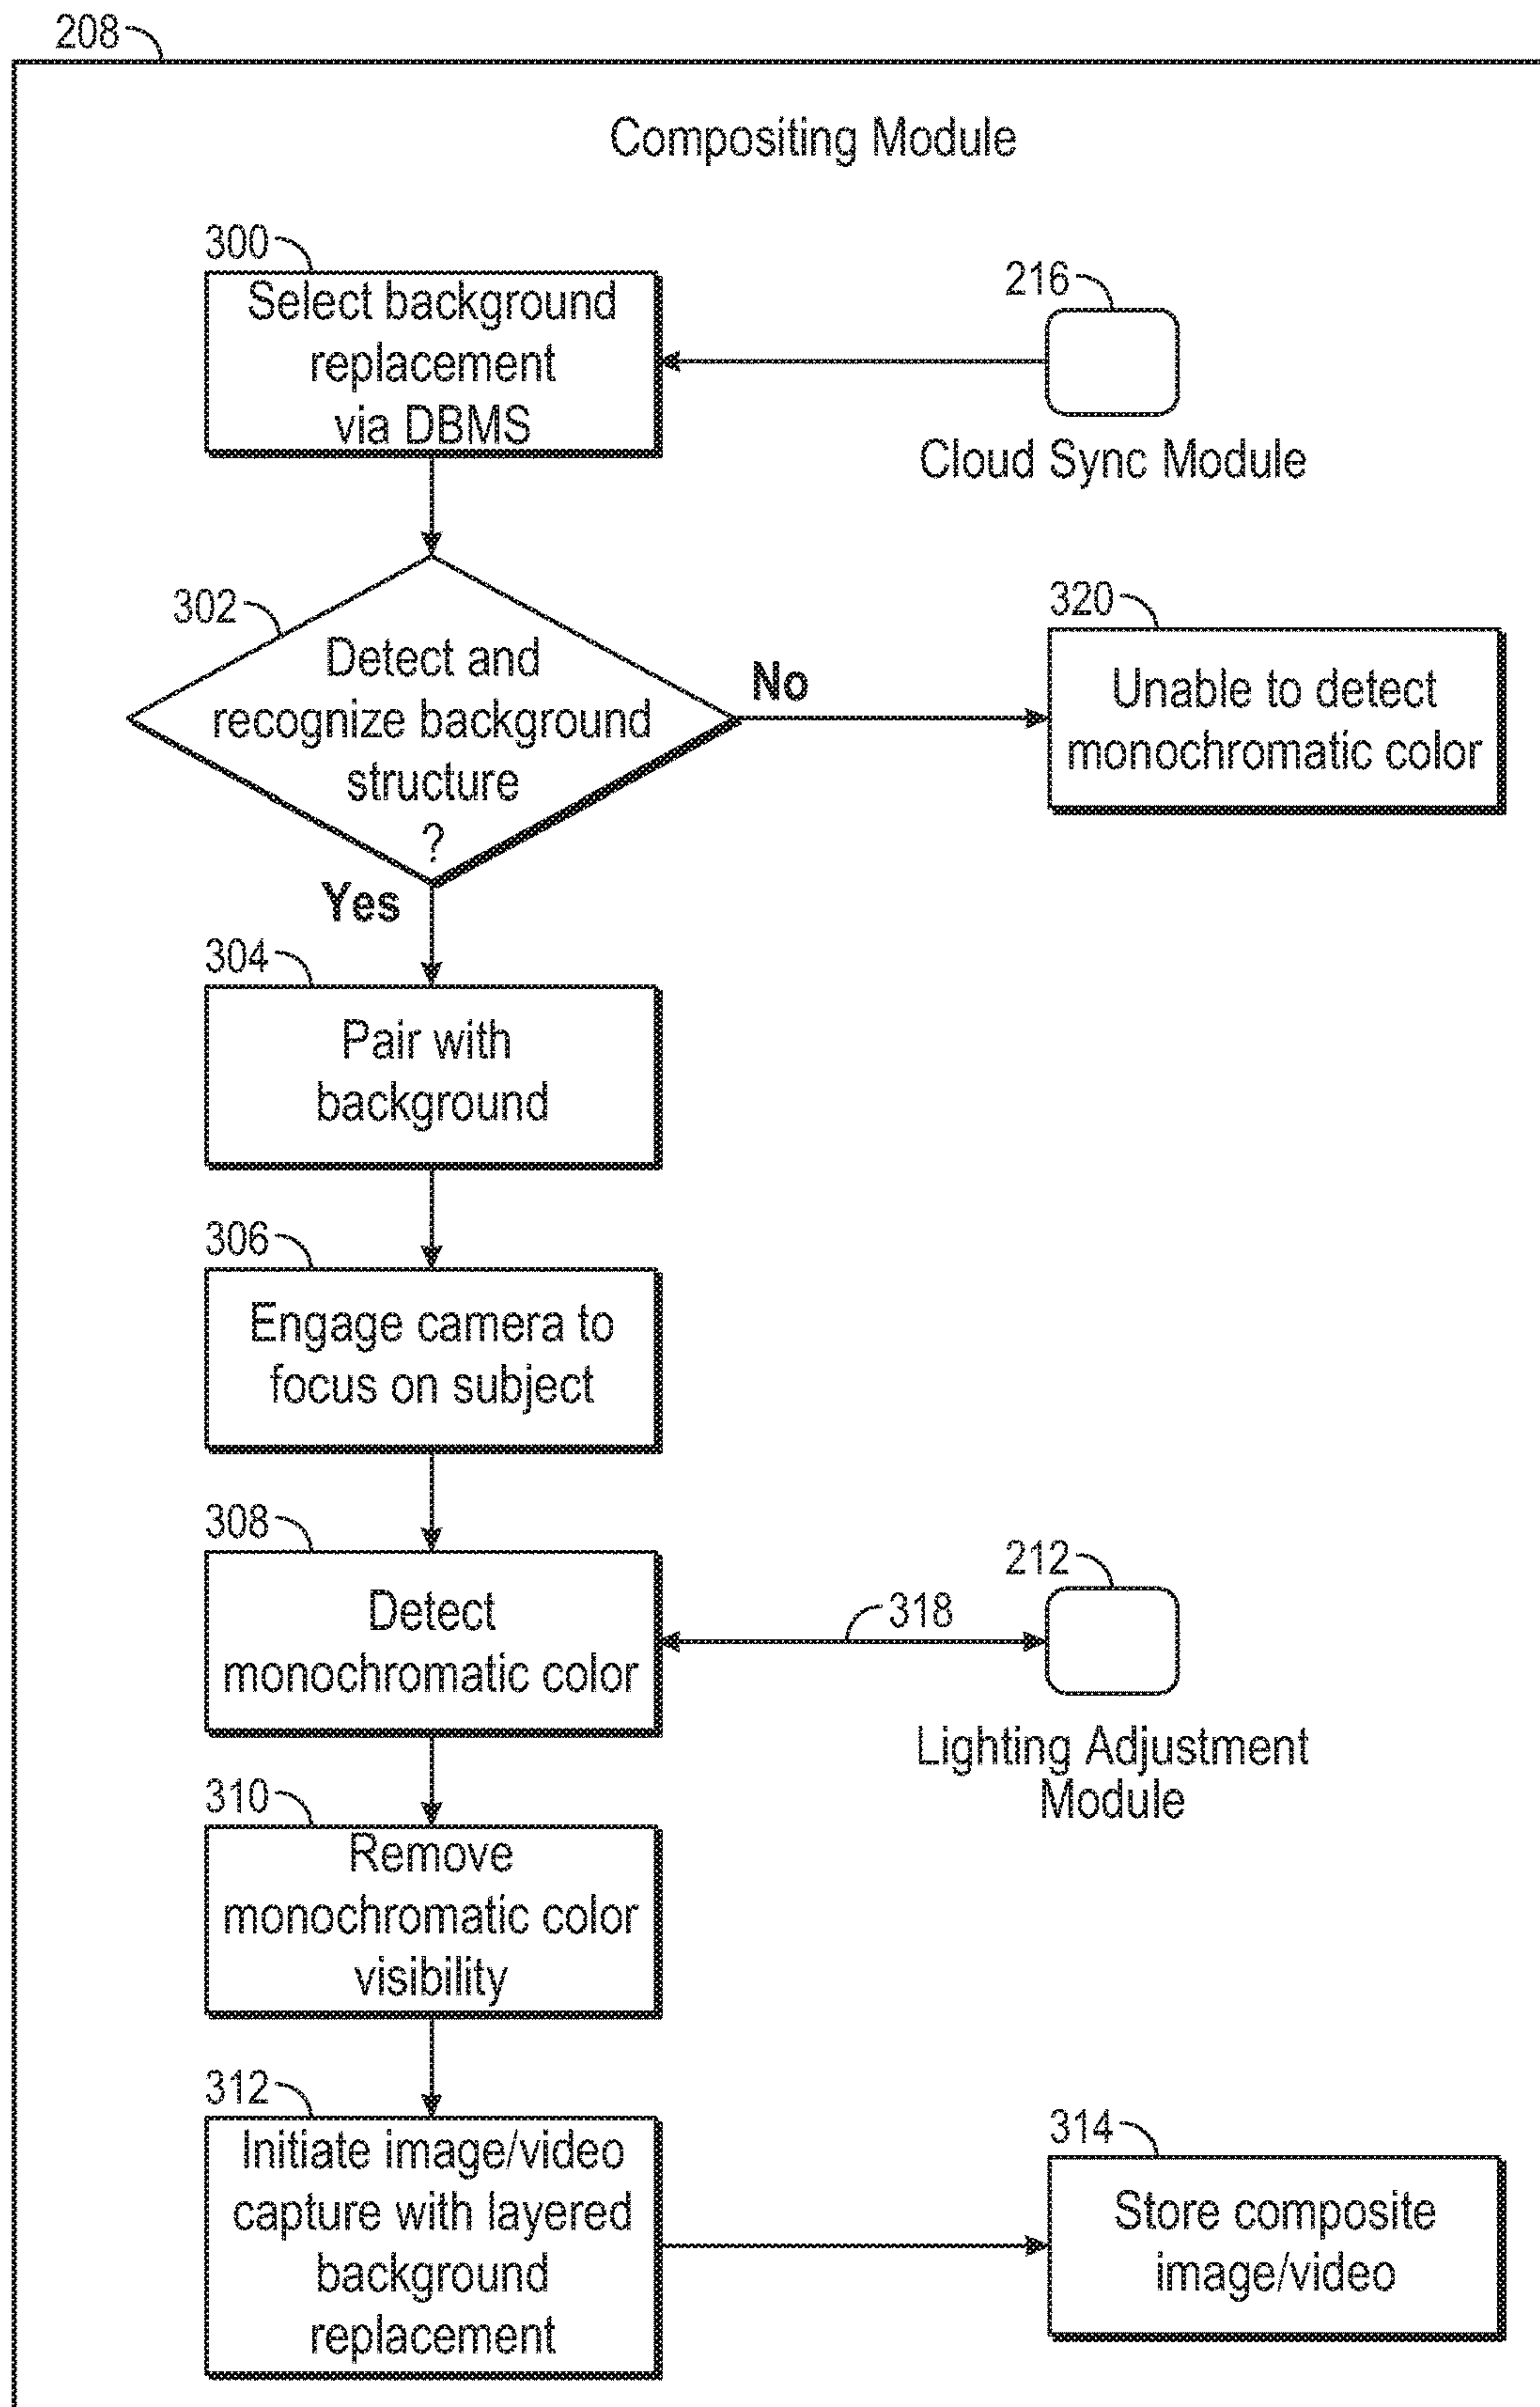 208
Compositing Module
300
Select background
replacement
via DBMS
216
Cloud Sync Module
302
Detect and
recognize background
structure
?
No
Yes
320
Unable to detect
monochromatic color
304
Pair with
background
306
Engage camera to
focus on subject
308
Detect
monochromatic color
318
212
Lighting Adjustment
Module
310
Remove
monochromatic color
visibility
312
Initiate image/video
capture with layered
background
replacement
314
Store composite
image/video